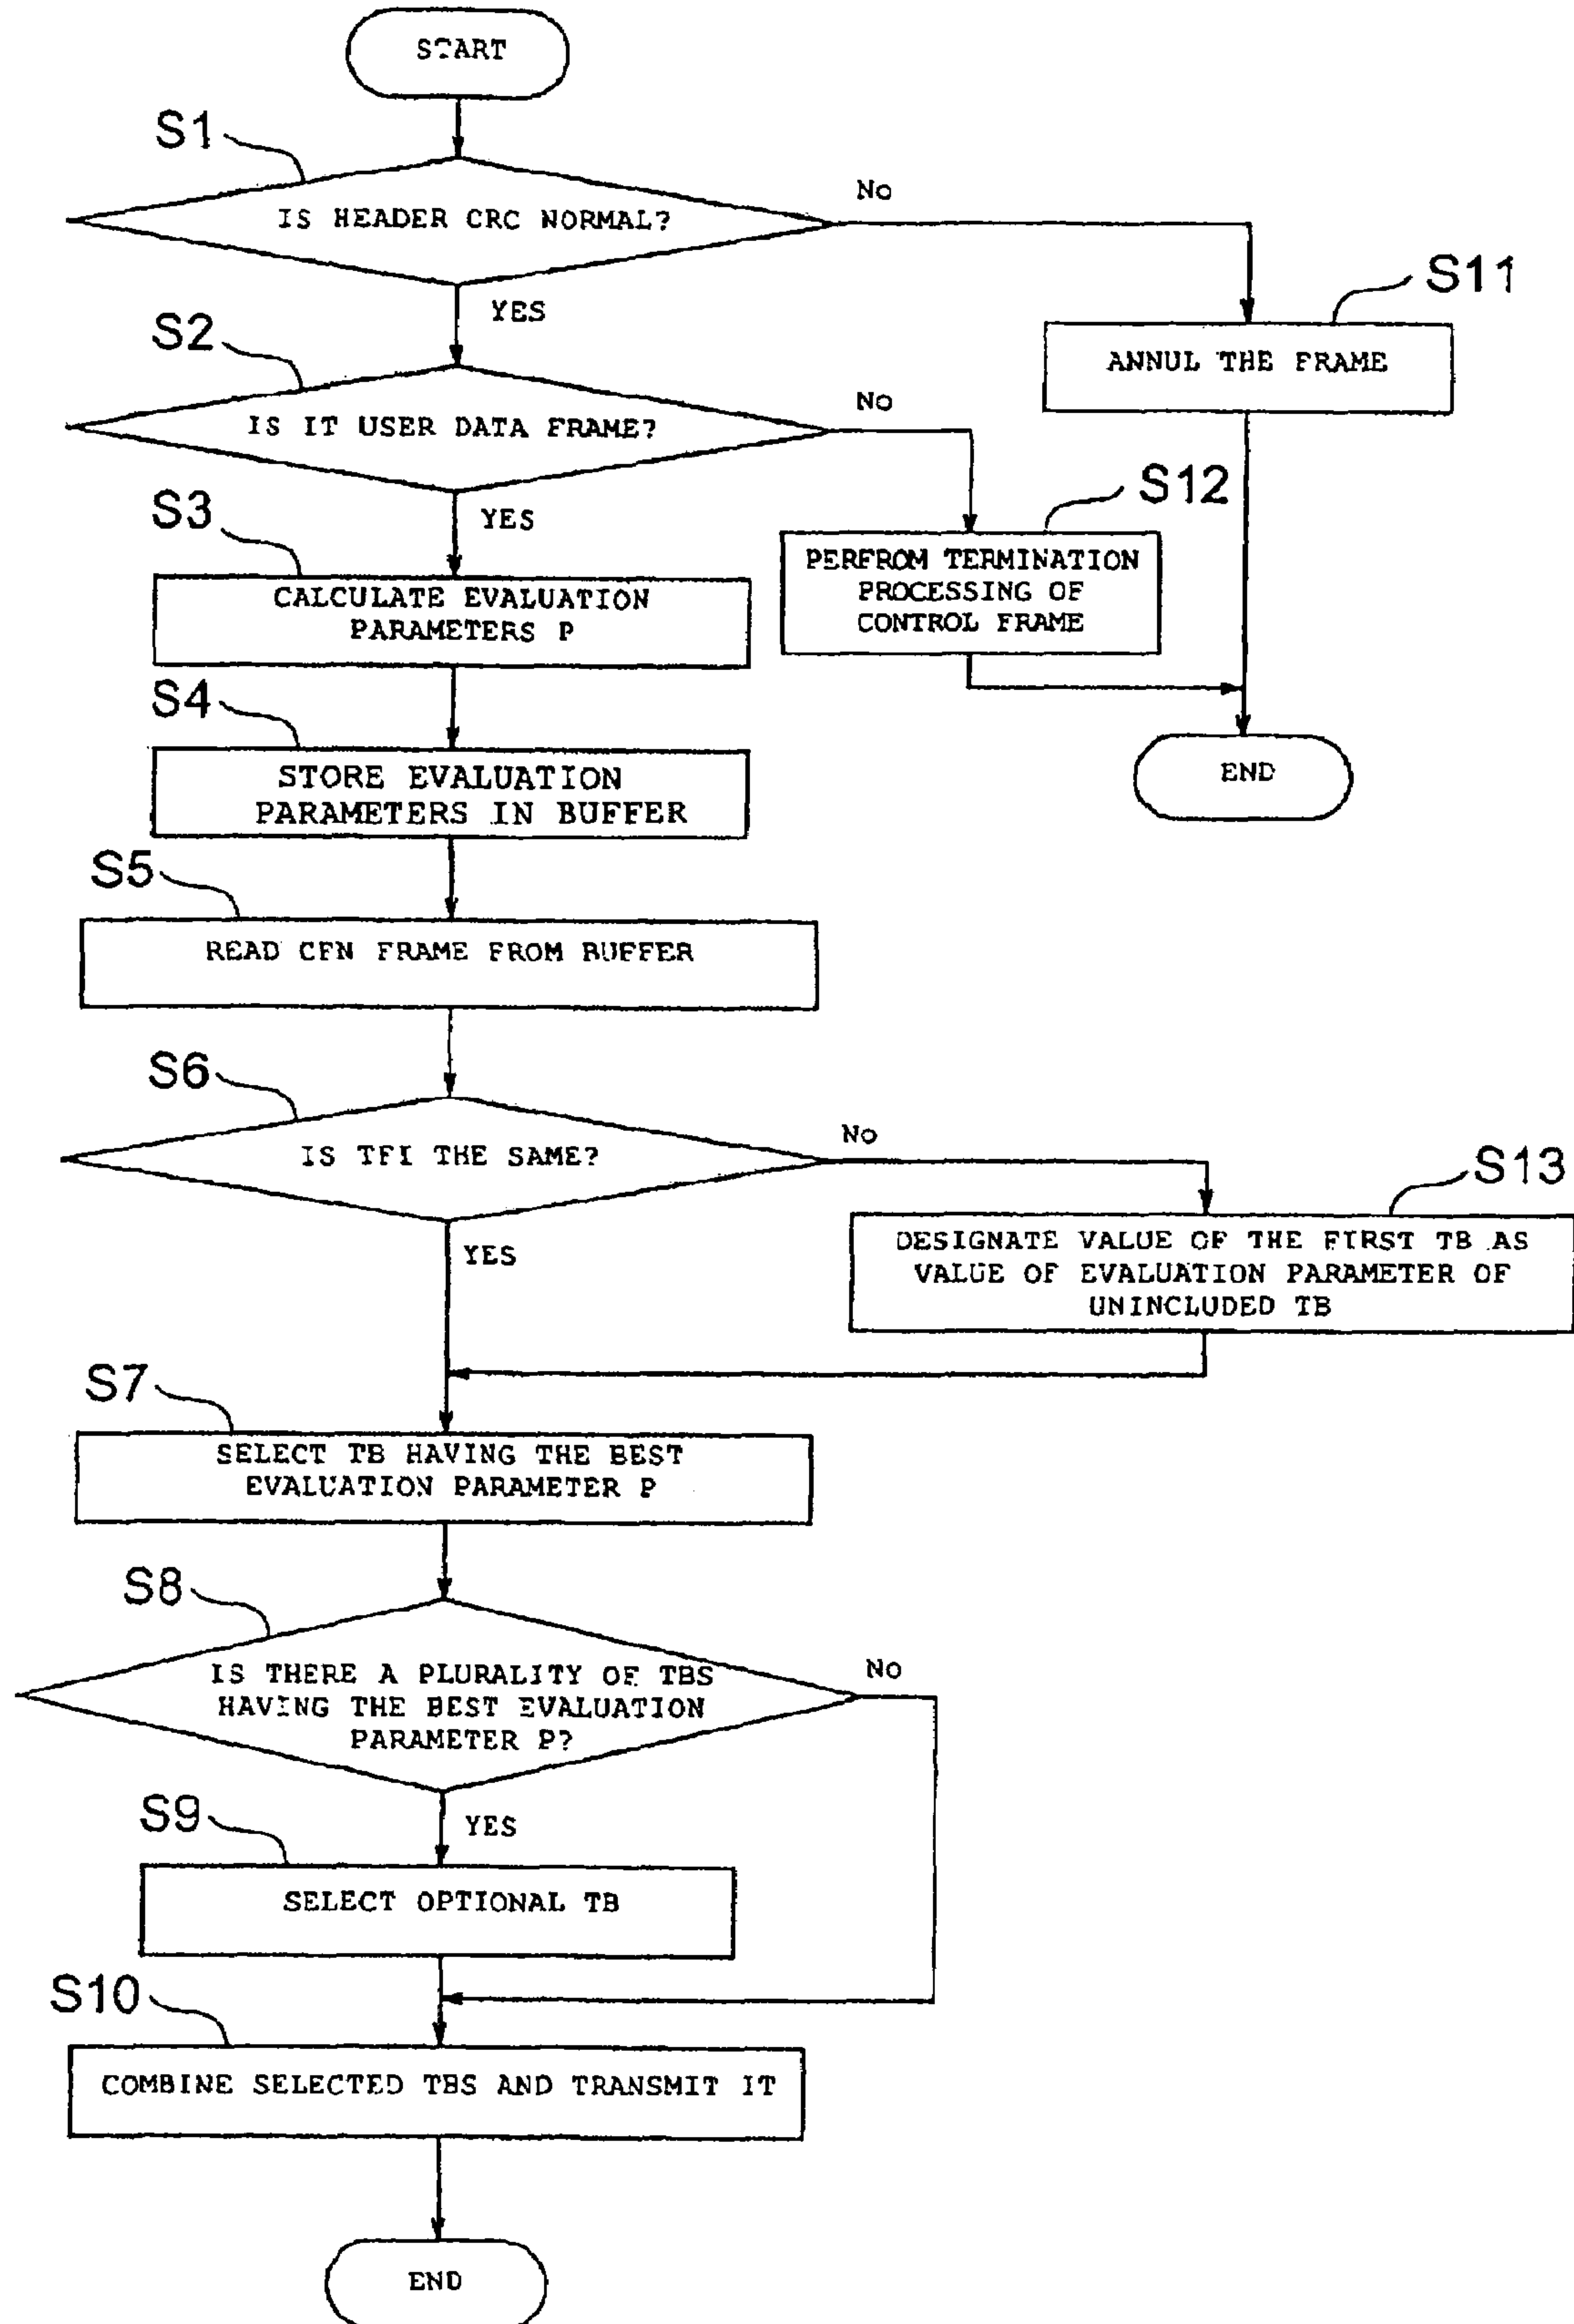 START
S1
IS HEADER CRC NORMAL?
No
YES
S11
ANNUL THE FRAME
S2
IS IT USER DATA FRAME?
No
YES
S12
PERFROM TERMINATION
PROCESSING OF
CONTROL FRAME
END
S3
CALCULATE EVALUATION
PARAMETERS P
S4
STORE EVALUATION
PARAMETERS IN BUFFER
S5
READ CFN FRAME FROM BUFFER
S6
IS TFI THE SAME?
No
YES
S13
DESIGNATE VALUE OF THE FIRST TB AS
VALUE OF EVALUATION PARAMETER OF
UNINCLUDED TB
S7
SELECT TB HAVING THE BEST
EVALUATION PARAMETER P
S8
IS THERE A PLURALITY OF TBS
HAVING THE BEST EVALUATION
PARAMETER P?
No
YES
S9
SELECT OPTIONAL TB
S10
COMBINE SELECTED TBS AND TRANSMIT IT
END